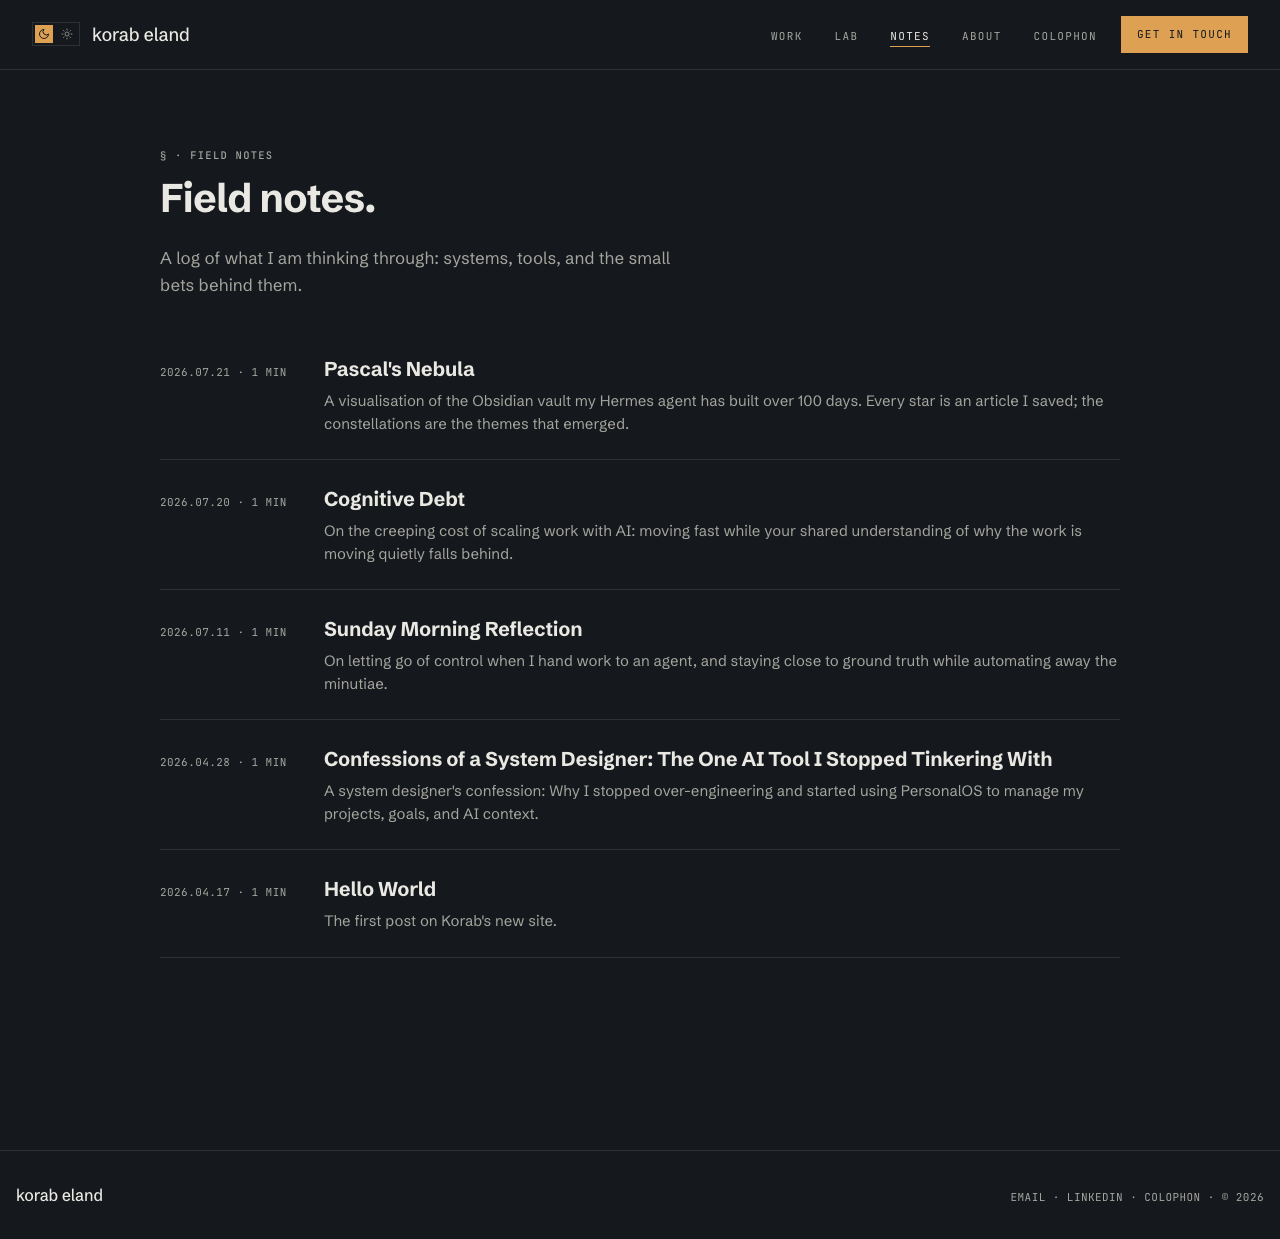 korab eland
WORK LAB NOTES ABOUT COLOPHON GET IN TOUCH
§ · FIELD NOTES
Field notes.
A log of what I am thinking through: systems, tools, and the small
bets behind them.
2026.07.21 · 1 MIN
Pascal's Nebula
A visualisation of the Obsidian vault my Hermes agent has built over 100 days. Every star is an article I saved; the
constellations are the themes that emerged.
2026.07.20 · 1 MIN
Cognitive Debt
On the creeping cost of scaling work with AI: moving fast while your shared understanding of why the work is
moving quietly falls behind.
2026.07.11 · 1 MIN
Sunday Morning Reflection
On letting go of control when I hand work to an agent, and staying close to ground truth while automating away the
minutiae.
2026.04.28 · 1 MIN
Confessions of a System Designer: The One AI Tool I Stopped Tinkering With
A system designer's confession: Why I stopped over-engineering and started using PersonalOS to manage my
projects, goals, and AI context.
2026.04.17 · 1 MIN
Hello World
The first post on Korab's new site.
korab eland
EMAIL · LINKEDIN · COLOPHON · © 2026